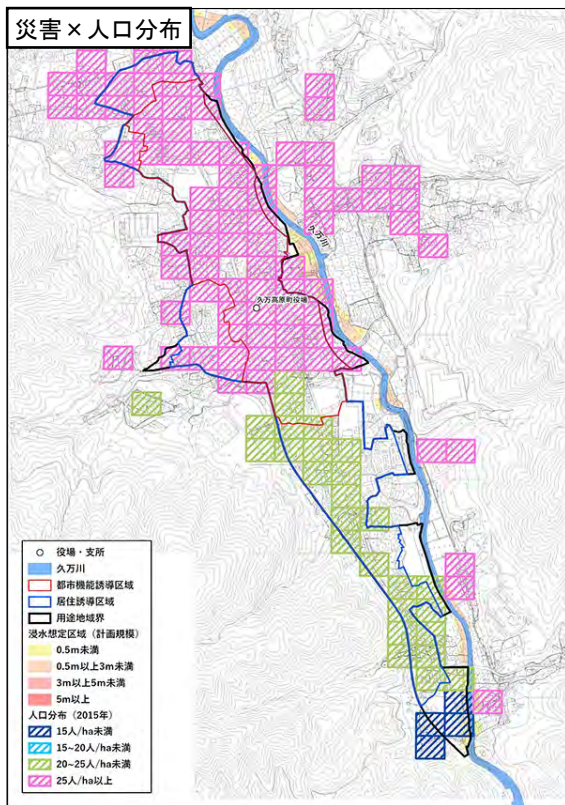 災害×人口分布
久万川
久万高原町役場
役場・支所
久万川
都市機能誘導区域
居住誘導区域
用途地域界
浸水想定区域(計画規模)
0.5m未満
0.5m以上3m未満
3m以上5m未満
5m以上
人口分布(2015年)
15人/ha未満
15~20人/ha未満
20~25人/ha未満
25人/ha以上